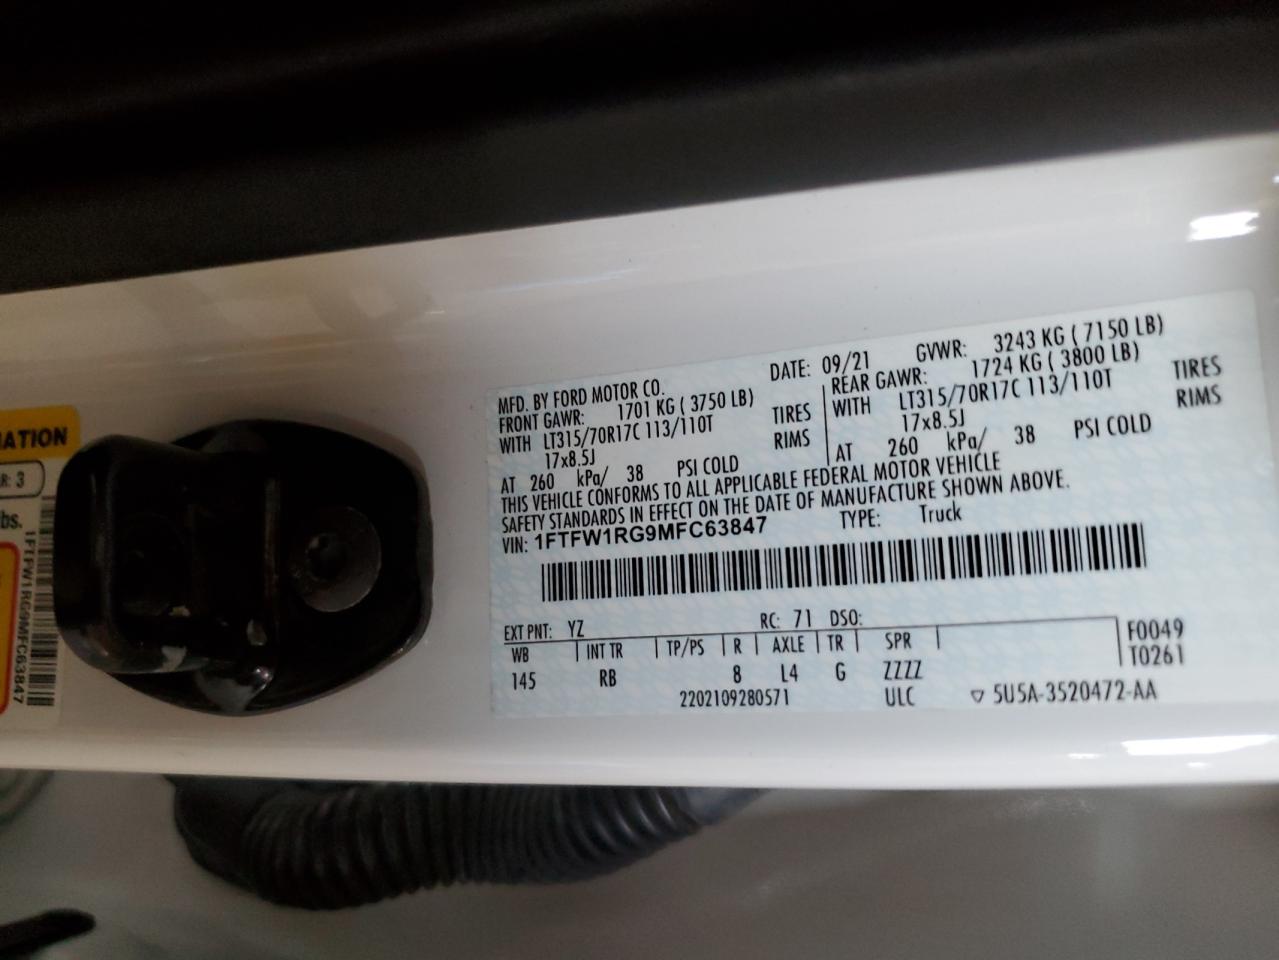 MFD. BY FORD MOTOR CO.
DATE: 09/21 GVWR: 3243 KG ( 7150 LB)
FRONT GAWR: 1701 KG ( 3750 LB)
WITH LT315/70R17C 113/110T TIRES
17x8.5J RIMS
AT 260 kPa/ 38 PSI COLD
REAR GAWR: 1724 KG ( 3800 LB)
WITH LT315/70R17C 113/110T TIRES
17x8.5J RIMS
AT 260 kPa/ 38 PSI COLD
THIS VEHICLE CONFORMS TO ALL APPLICABLE FEDERAL MOTOR VEHICLE
SAFETY STANDARDS IN EFFECT ON THE DATE OF MANUFACTURE SHOWN ABOVE.
VIN: 1FTFW1RG9MFC63847 TYPE: Truck
EXT PNT: YZ RC: 71 DSO:
WB INT TR TP/PS R AXLE TR SPR
145 RB 8 L4 G ZZZZ
F0049
T0261
2202109280571 ULC ▽ 5U5A-3520472-AA
R: 3
1FTFW1RG9MFC63847